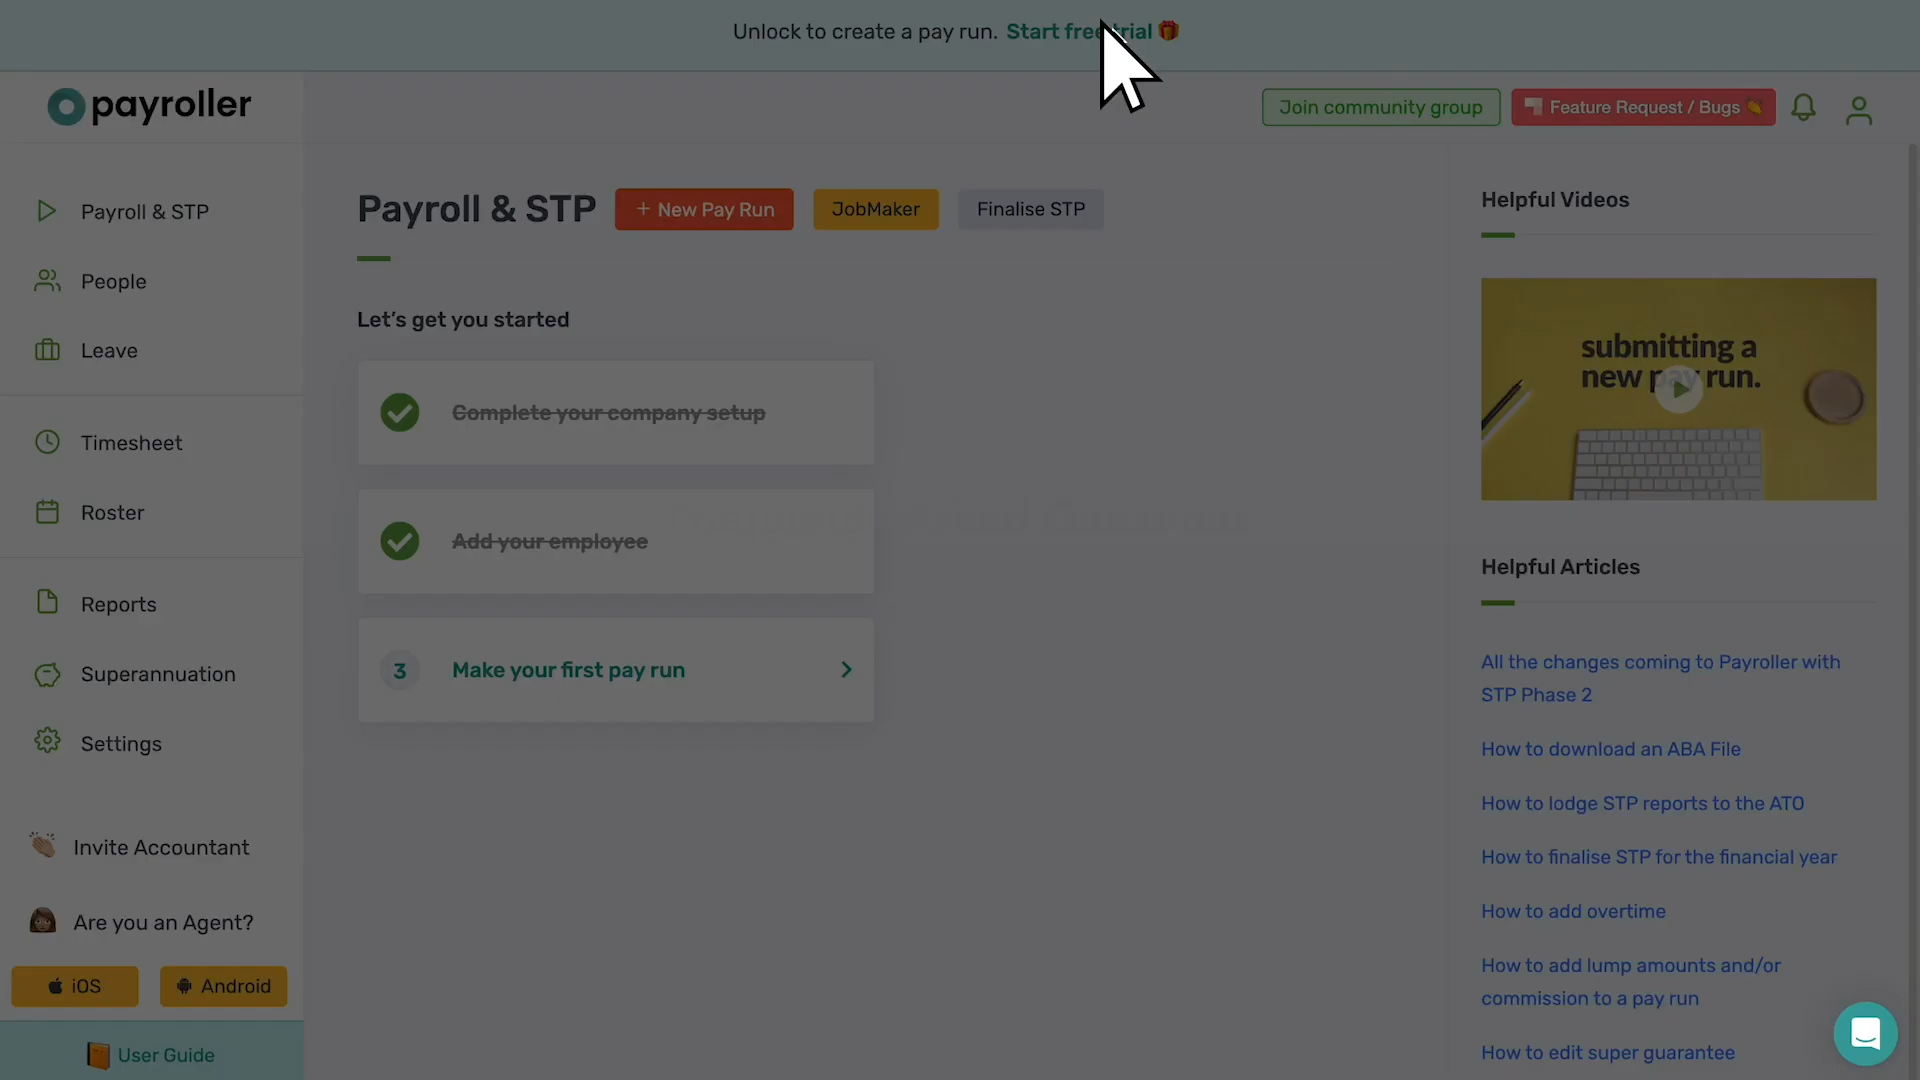 Unlock to create a pay run. Start free trial
payroller
Join community group
Feature Request / Bugs
Payroll & STP
People
Leave
Timesheet
Roster
Reports
Superannuation
Settings
Invite Accountant
Are you an Agent?
iOS
Android
User Guide
Payroll & STP
+ New Pay Run
JobMaker
Finalise STP
Let's get you started
Complete your company setup
Add your employee
3
Make your first pay run
Helpful Videos
submitting a
new pay run.
Helpful Articles
All the changes coming to Payroller with
STP Phase 2
How to download an ABA File
How to lodge STP reports to the ATO
How to finalise STP for the financial year
How to add overtime
How to add lump amounts and/or
commission to a pay run
How to edit super guarantee